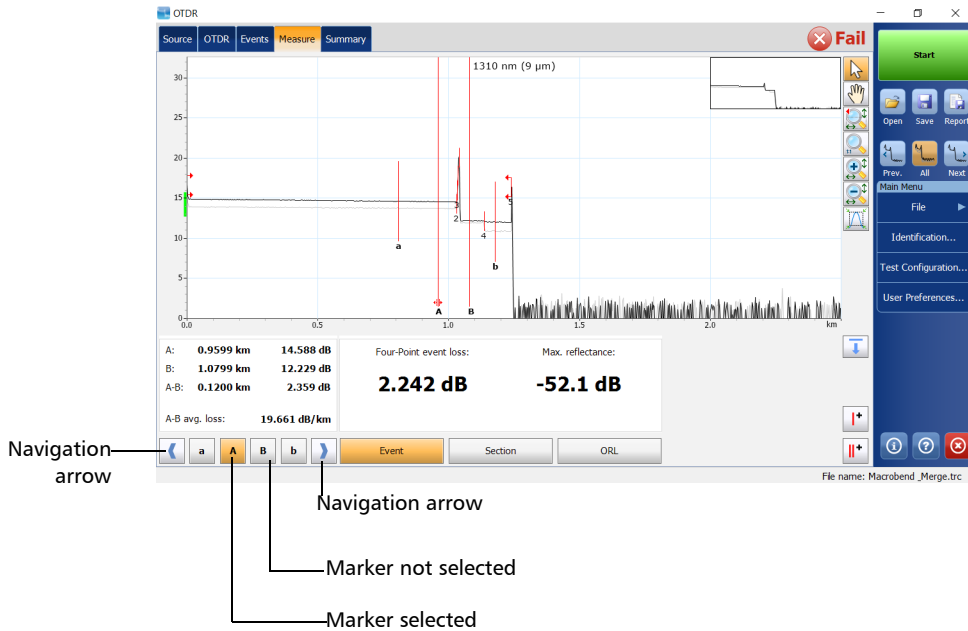 OTDR
Source OTDR Events Measure Summary Fail
1310 nm (9 µm)
30
25
20
15
10
5
0
3
2
4
5
a
b
A
B
0.0 0.5 1.0 1.5 2.0 km
A: 0.9599 km 14.588 dB
B: 1.0799 km 12.229 dB
A-B: 0.1200 km 2.359 dB
A-B avg. loss: 19.661 dB/km
Four-Point event loss: Max. reflectance:
2.242 dB -52.1 dB
a A B b Event Section ORL
Start
Open Save Report
Prev. All Next
Main Menu
File
Identification...
Test Configuration...
User Preferences...
File name: Macrobend _Merge.trc
Navigation
arrow
Navigation arrow
Marker not selected
Marker selected